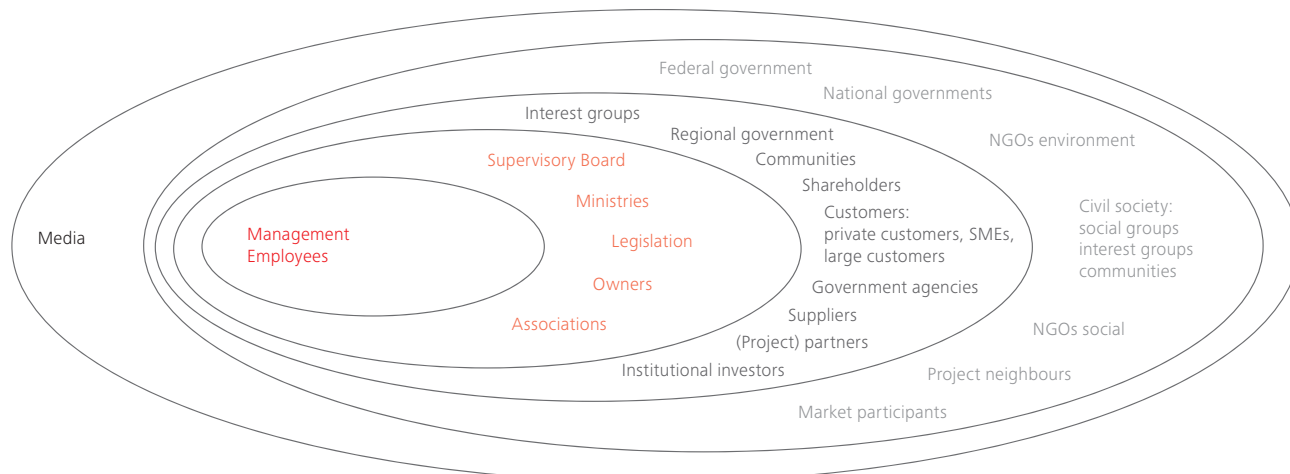 Federal government
National governments
Interest groups
Regional government
NGOs environment
Supervisory Board
Communities
Shareholders
Ministries
Customers:
private customers, SMEs,
large customers
Civil society:
social groups
interest groups
communities
Media
Management
Employees
Legislation
Owners
Government agencies
Associations
Suppliers
NGOs social
(Project) partners
Institutional investors
Project neighbours
Market participants